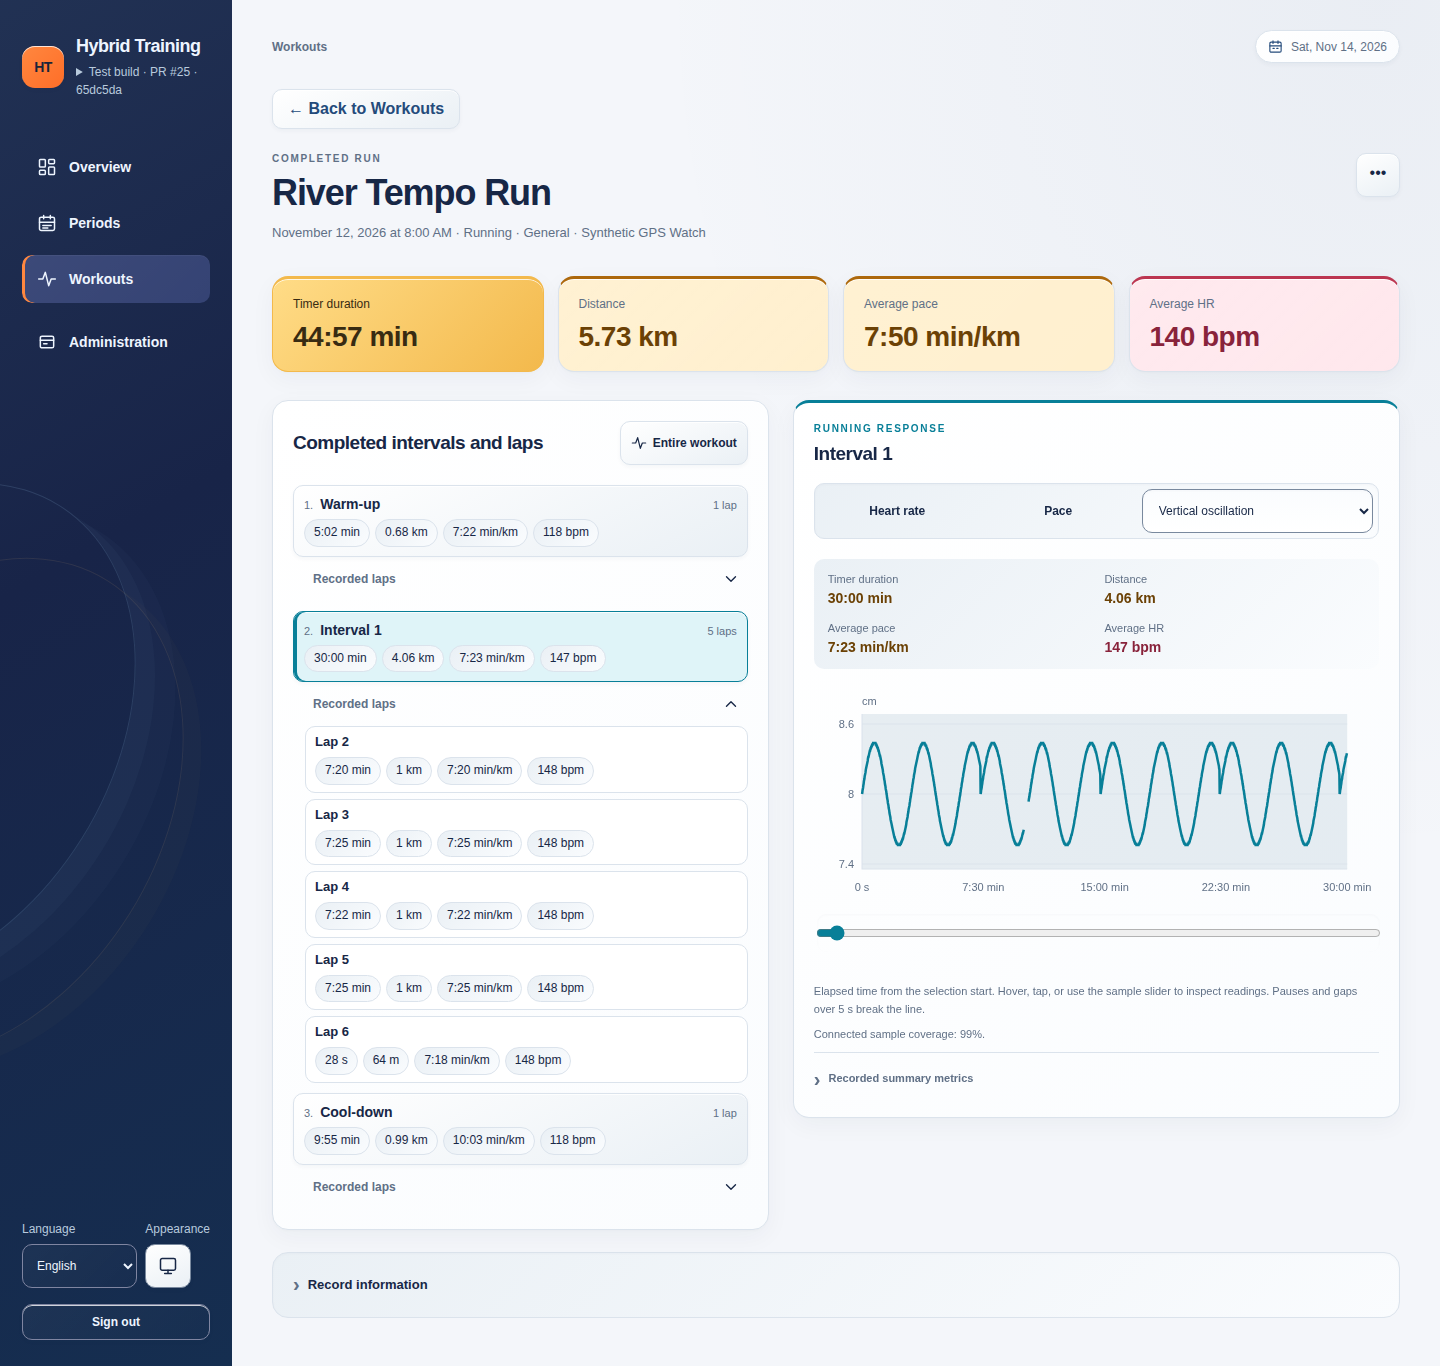 HT
Hybrid Training
Test build · PR #25 ·
65dc5da
Overview
Periods
Workouts
Administration
Language
Appearance
English
Sign out
Workouts
Sat, Nov 14, 2026
← Back to Workouts
COMPLETED RUN
River Tempo Run
•••
November 12, 2026 at 8:00 AM · Running · General · Synthetic GPS Watch
Timer duration
44:57 min
Distance
5.73 km
Average pace
7:50 min/km
Average HR
140 bpm
Completed intervals and laps
Entire workout
1. Warm-up 1 lap
5:02 min 0.68 km 7:22 min/km 118 bpm
Recorded laps
2. Interval 1 5 laps
30:00 min 4.06 km 7:23 min/km 147 bpm
Recorded laps
Lap 2
7:20 min 1 km 7:20 min/km 148 bpm
Lap 3
7:25 min 1 km 7:25 min/km 148 bpm
Lap 4
7:22 min 1 km 7:22 min/km 148 bpm
Lap 5
7:25 min 1 km 7:25 min/km 148 bpm
Lap 6
28 s 64 m 7:18 min/km 148 bpm
3. Cool-down 1 lap
9:55 min 0.99 km 10:03 min/km 118 bpm
Recorded laps
RUNNING RESPONSE
Interval 1
Heart rate Pace Vertical oscillation
Timer duration
30:00 min
Distance
4.06 km
Average pace
7:23 min/km
Average HR
147 bpm
cm
8.6
8
7.4
0 s 7:30 min 15:00 min 22:30 min 30:00 min
Elapsed time from the selection start. Hover, tap, or use the sample slider to inspect readings. Pauses and gaps
over 5 s break the line.
Connected sample coverage: 99%.
› Recorded summary metrics
› Record information